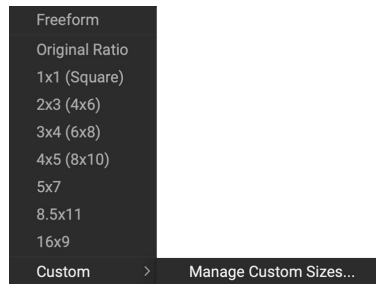 Freeform
Original Ratio
1x1 (Square)
2x3 (4x6)
3x4 (6x8)
4x5 (8x10)
5x7
8.5x11
16x9
Custom > Manage Custom Sizes...